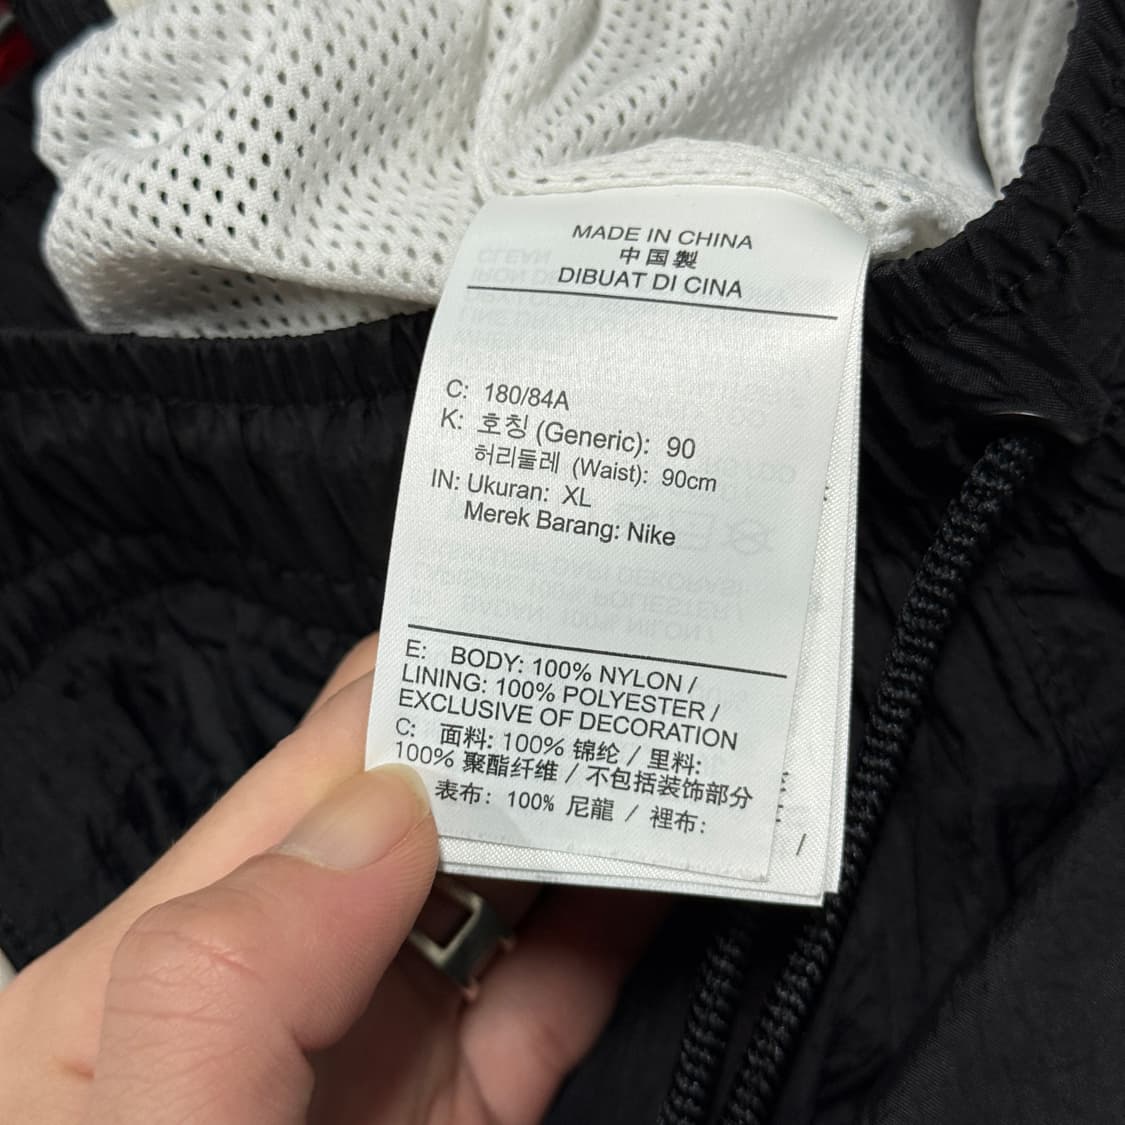 MADE IN CHINA
中国製
DIBUAT DI CINA
C: 180/84A
K: 호칭 (Generic): 90
허리둘레 (Waist): 90cm
IN: Ukuran: XL
Merek Barang: Nike
E: BODY: 100% NYLON /
LINING: 100% POLYESTER /
EXCLUSIVE OF DECORATION
C: 面料: 100% 锦纶 / 里料:
100% 聚酯纤维 / 不包括装饰部分
表布: 100% 尼龍 / 裡布:
/